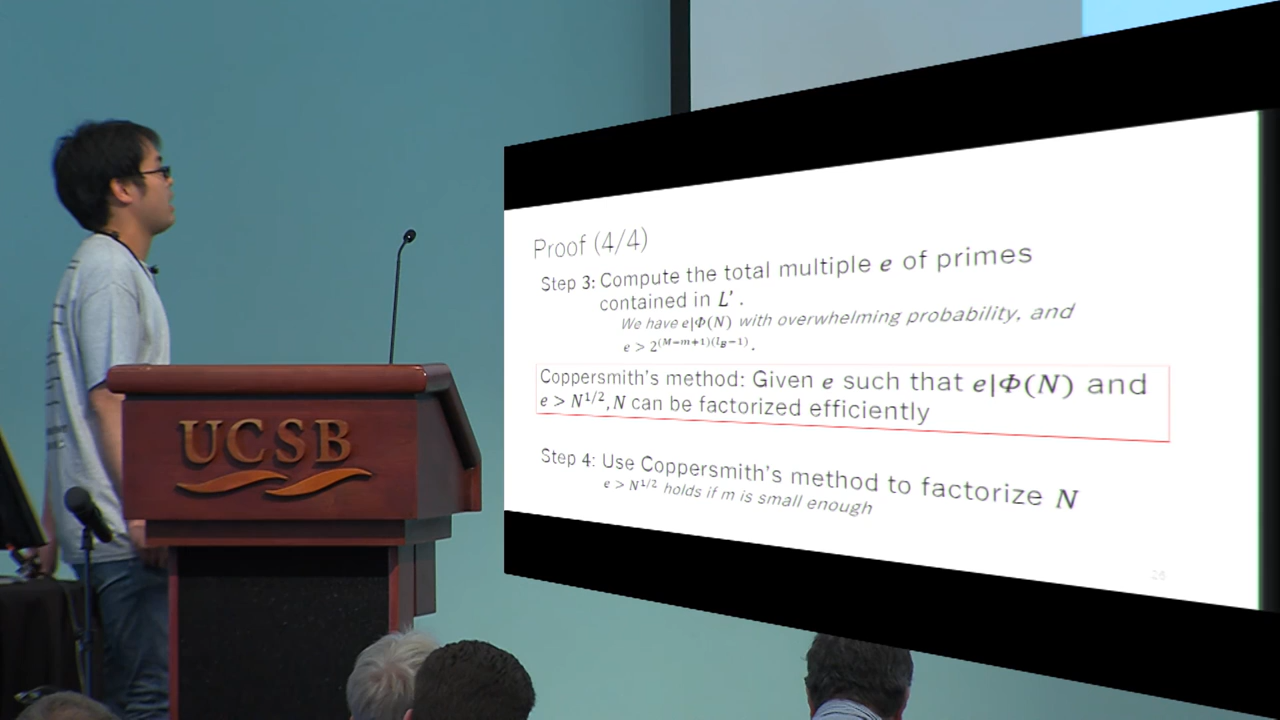 UCSB
Proof (4/4)
Step 3: Compute the total multiple e of primes
contained in L' .
We have e|Φ(N) with overwhelming probability, and
e > 2^{(M−m+1)(l_B−1)}.
Coppersmith's method: Given e such that e|Φ(N) and
e > N^{1/2}, N can be factorized efficiently
Step 4: Use Coppersmith's method to factorize N
e > N^{1/2} holds if m is small enough
26